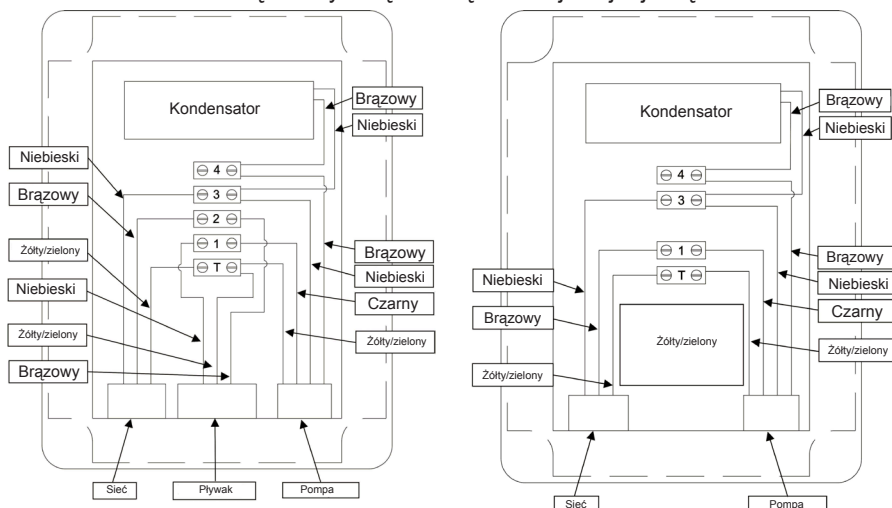 Kondensator
Brązowy
Niebieski
Niebieski
Brązowy
Żółty/zielony
Niebieski
Żółty/zielony
Brązowy
4
3
2
1
T
Brązowy
Niebieski
Czarny
Żółty/zielony
Sieć
Pływak
Pompa
Kondensator
Brązowy
Niebieski
4
3
1
T
Niebieski
Brązowy
Żółty/zielony
Żółty/zielony
Brązowy
Niebieski
Czarny
Żółty/zielony
Sieć
Pompa